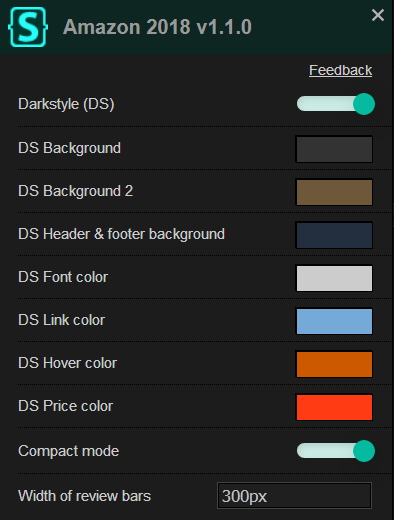 S
Amazon 2018 v1.1.0
Feedback
Darkstyle (DS)
DS Background
DS Background 2
DS Header & footer background
DS Font color
DS Link color
DS Hover color
DS Price color
Compact mode
Width of review bars 300px